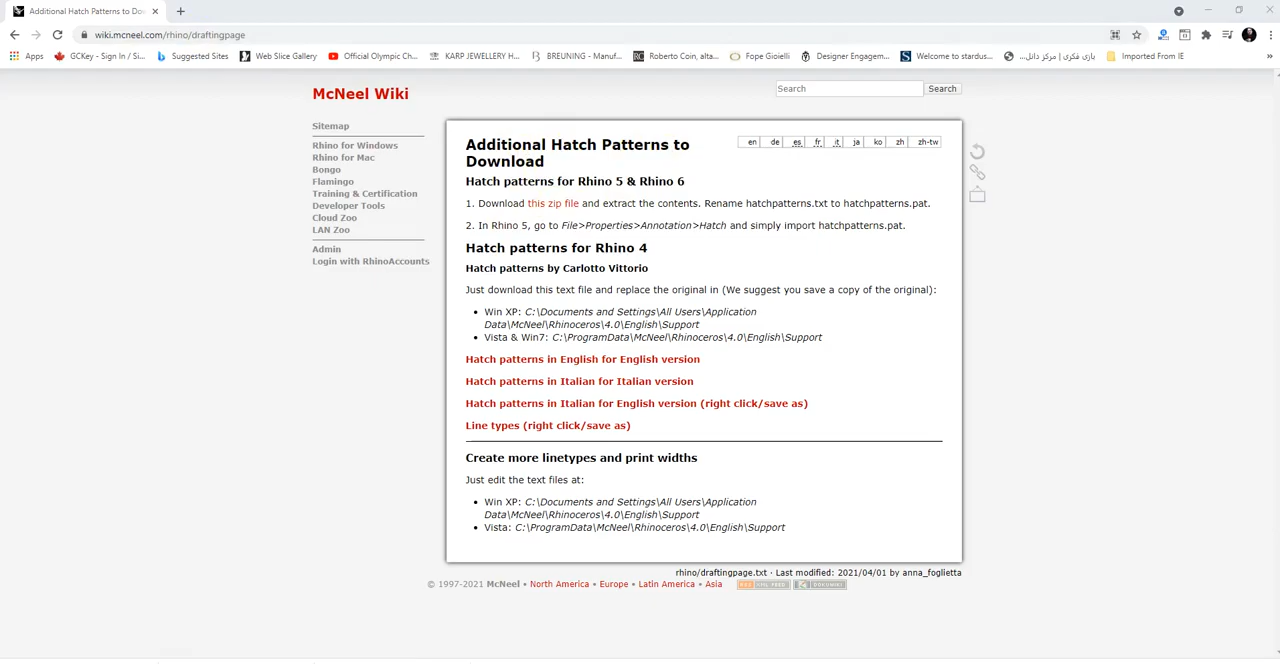 Additional Hatch Patterns to Dow
wiki.mcneel.com/rhino/draftingpage
Apps
GCKey - Sign In / Si...
Suggested Sites
Web Slice Gallery
Official Olympic Ch...
KARP JEWELLERY H...
BREUNING - Manuf...
Roberto Coin, alta...
Fope Gioielli
Designer Engagem...
Welcome to stardus...
بازی فکری | مرکز دانل...
Imported From IE
»
McNeel Wiki
Search
Search
Sitemap
Rhino for Windows
Rhino for Mac
Bongo
Flamingo
Training & Certification
Developer Tools
Cloud Zoo
LAN Zoo
Admin
Login with RhinoAccounts
en de es fr it ja ko zh zh-tw
Additional Hatch Patterns to
Download
Hatch patterns for Rhino 5 & Rhino 6
1. Download this zip file and extract the contents. Rename hatchpatterns.txt to hatchpatterns.pat.
2. In Rhino 5, go to File>Properties>Annotation>Hatch and simply import hatchpatterns.pat.
Hatch patterns for Rhino 4
Hatch patterns by Carlotto Vittorio
Just download this text file and replace the original in (We suggest you save a copy of the original):
• Win XP: C:\Documents and Settings\All Users\Application
Data\McNeel\Rhinoceros\4.0\English\Support
• Vista & Win7: C:\ProgramData\McNeel\Rhinoceros\4.0\English\Support
Hatch patterns in English for English version
Hatch patterns in Italian for Italian version
Hatch patterns in Italian for English version (right click/save as)
Line types (right click/save as)
Create more linetypes and print widths
Just edit the text files at:
• Win XP: C:\Documents and Settings\All Users\Application
Data\McNeel\Rhinoceros\4.0\English\Support
• Vista: C:\ProgramData\McNeel\Rhinoceros\4.0\English\Support
rhino/draftingpage.txt · Last modified: 2021/04/01 by anna_foglietta
© 1997-2021 McNeel • North America • Europe • Latin America • Asia
RSS XML FEED
DOKUWIKI